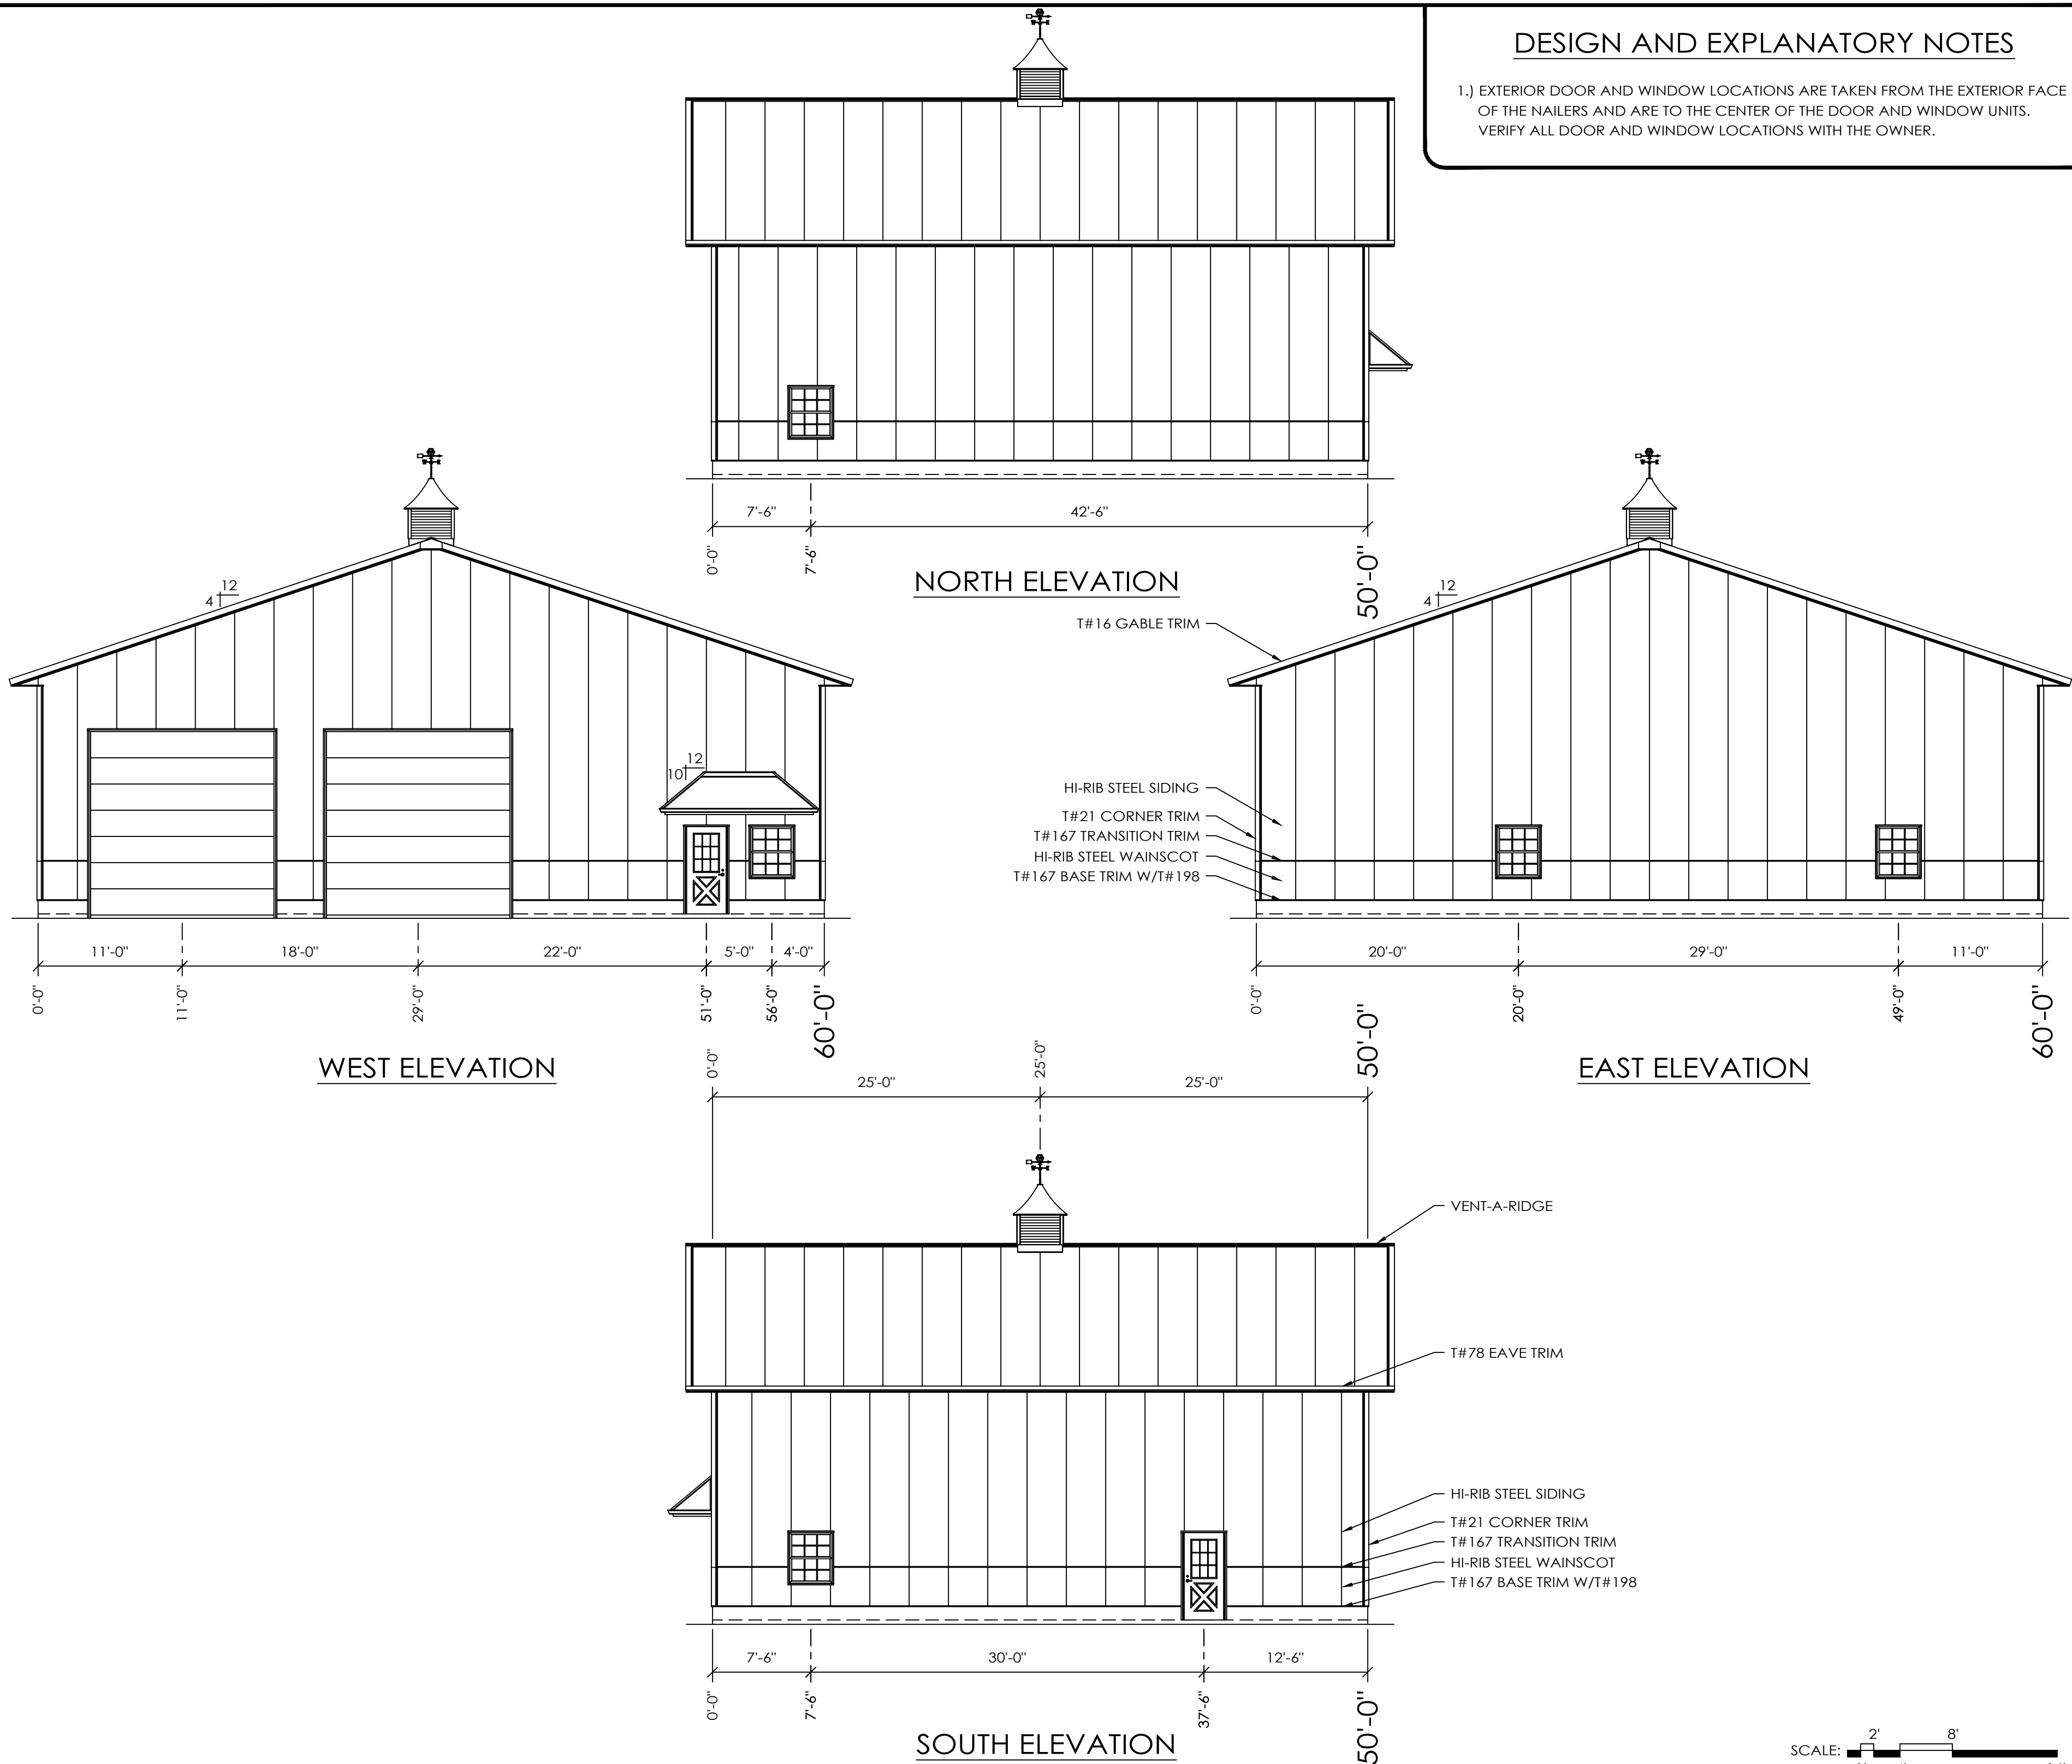 DESIGN AND EXPLANATORY NOTES
1.) EXTERIOR DOOR AND WINDOW LOCATIONS ARE TAKEN FROM THE EXTERIOR FACE
OF THE NAILERS AND ARE TO THE CENTER OF THE DOOR AND WINDOW UNITS.
VERIFY ALL DOOR AND WINDOW LOCATIONS WITH THE OWNER.
7'-6" 42'-6"
0'-0" 7'-6" 50'-0"
NORTH ELEVATION
12
4
12
10
11'-0" 18'-0" 22'-0" 5'-0" 4'-0"
0'-0" 11'-0" 29'-0" 51'-0" 56'-0" 60'-0"
WEST ELEVATION
12
4
T#16 GABLE TRIM
HI-RIB STEEL SIDING
T#21 CORNER TRIM
T#167 TRANSITION TRIM
HI-RIB STEEL WAINSCOT
T#167 BASE TRIM W/T#198
20'-0" 29'-0" 11'-0"
0'-0" 20'-0" 49'-0" 60'-0"
EAST ELEVATION
0'-0" 25'-0" 50'-0"
25'-0" 25'-0"
VENT-A-RIDGE
T#78 EAVE TRIM
HI-RIB STEEL SIDING
T#21 CORNER TRIM
T#167 TRANSITION TRIM
HI-RIB STEEL WAINSCOT
T#167 BASE TRIM W/T#198
7'-6" 30'-0" 12'-6"
0'-0" 7'-6" 37'-6" 50'-0"
SOUTH ELEVATION
2' 8'
SCALE: